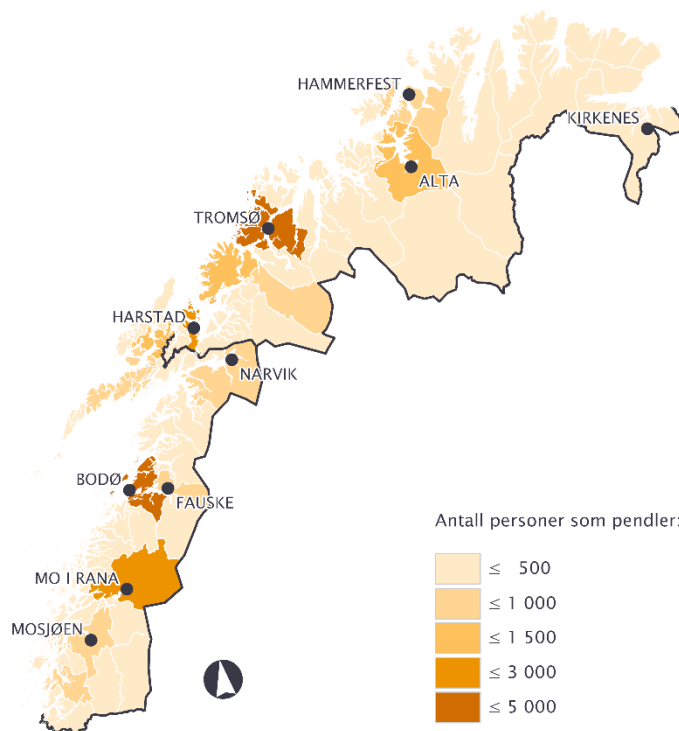 HAMMERFEST
KIRKENES
ALTA
TROMSØ
HARSTAD
NARVIK
BODØ
FAUSKE
Antall personer som pendler:
≤ 500
MO I RANA
≤ 1 000
≤ 1 500
MOSJØEN
≤ 3 000
≤ 5 000